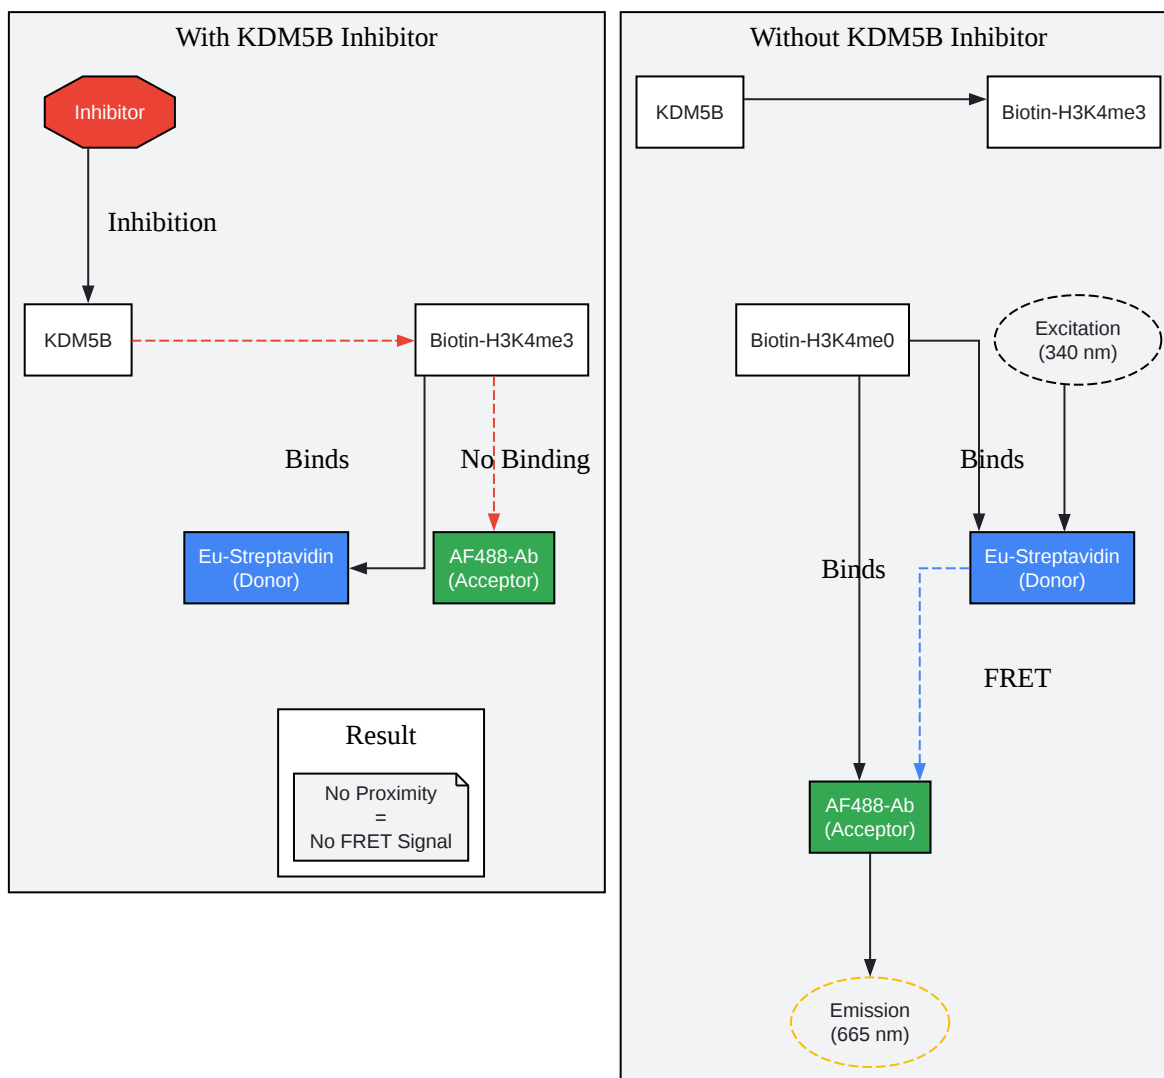 With KDM5B Inhibitor
Inhibitor
Inhibition
KDM5B
Biotin-H3K4me3
Binds
No Binding
Eu-Streptavidin
(Donor)
AF488-Ab
(Acceptor)
Result
No Proximity
=
No FRET Signal
Without KDM5B Inhibitor
KDM5B
Biotin-H3K4me3
Biotin-H3K4me0
Excitation
(340 nm)
Binds
Binds
Eu-Streptavidin
(Donor)
FRET
AF488-Ab
(Acceptor)
Emission
(665 nm)